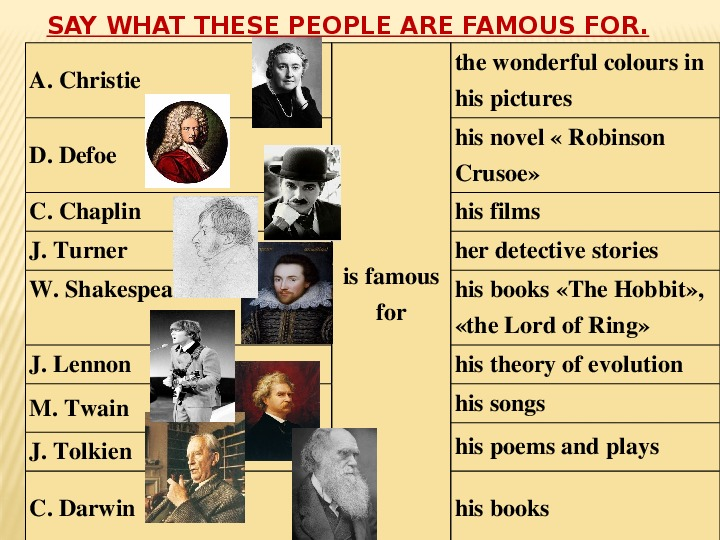 SAY WHAT THESE PEOPLE ARE FAMOUS FOR.
A. Christie
D. Defoe
C. Chaplin
J. Turner
W. Shakespea
J. Lennon
M. Twain
J. Tolkien
C. Darwin
is famous
for
the wonderful colours in
his pictures
his novel « Robinson
Crusoe»
his films
her detective stories
his books «The Hobbit»,
«the Lord of Ring»
his theory of evolution
his songs
his poems and plays
his books